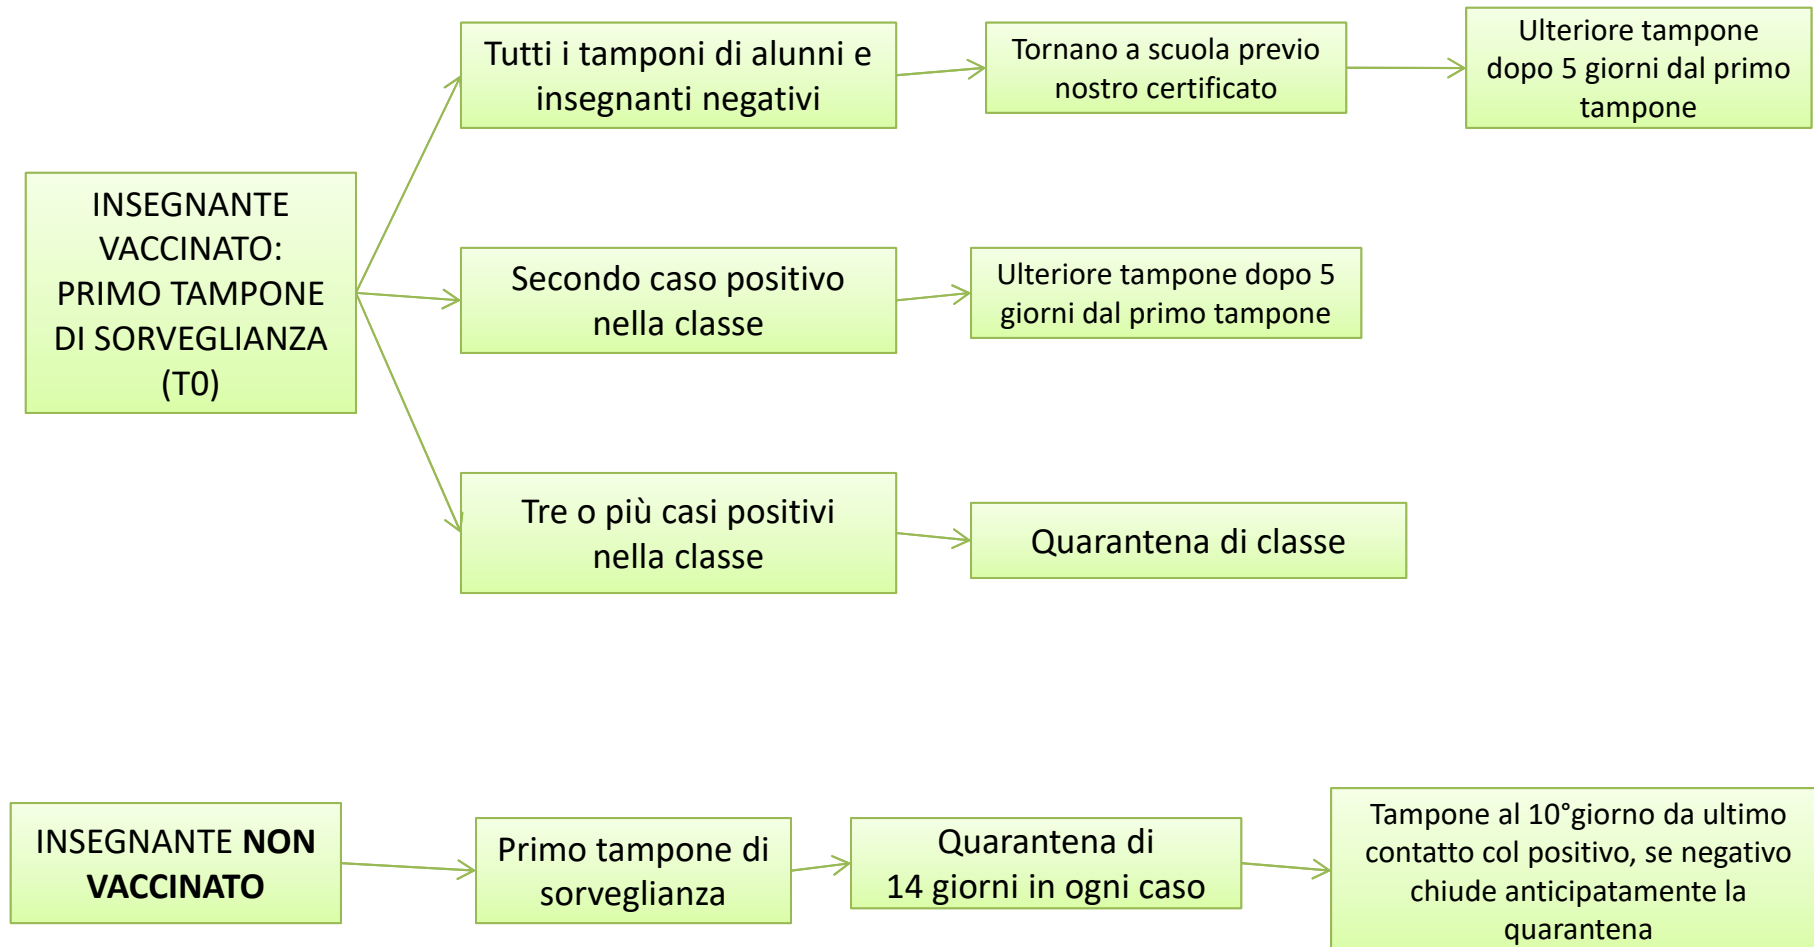 Tutti i tamponi di alunni e
insegnanti negativi
Tornano a scuola previo
nostro certificato
Ulteriore tampone
dopo 5 giorni dal primo
tampone
INSEGNANTE
VACCINATO:
PRIMO TAMPONE
DI SORVEGLIANZA
(T0)
Secondo caso positivo
nella classe
Ulteriore tampone dopo 5
giorni dal primo tampone
Tre o più casi positivi
nella classe
Quarantena di classe
INSEGNANTE NON
VACCINATO
Primo tampone di
sorveglianza
Quarantena di
14 giorni in ogni caso
Tampone al 10°giorno da ultimo
contatto col positivo, se negativo
chiude anticipatamente la
quarantena